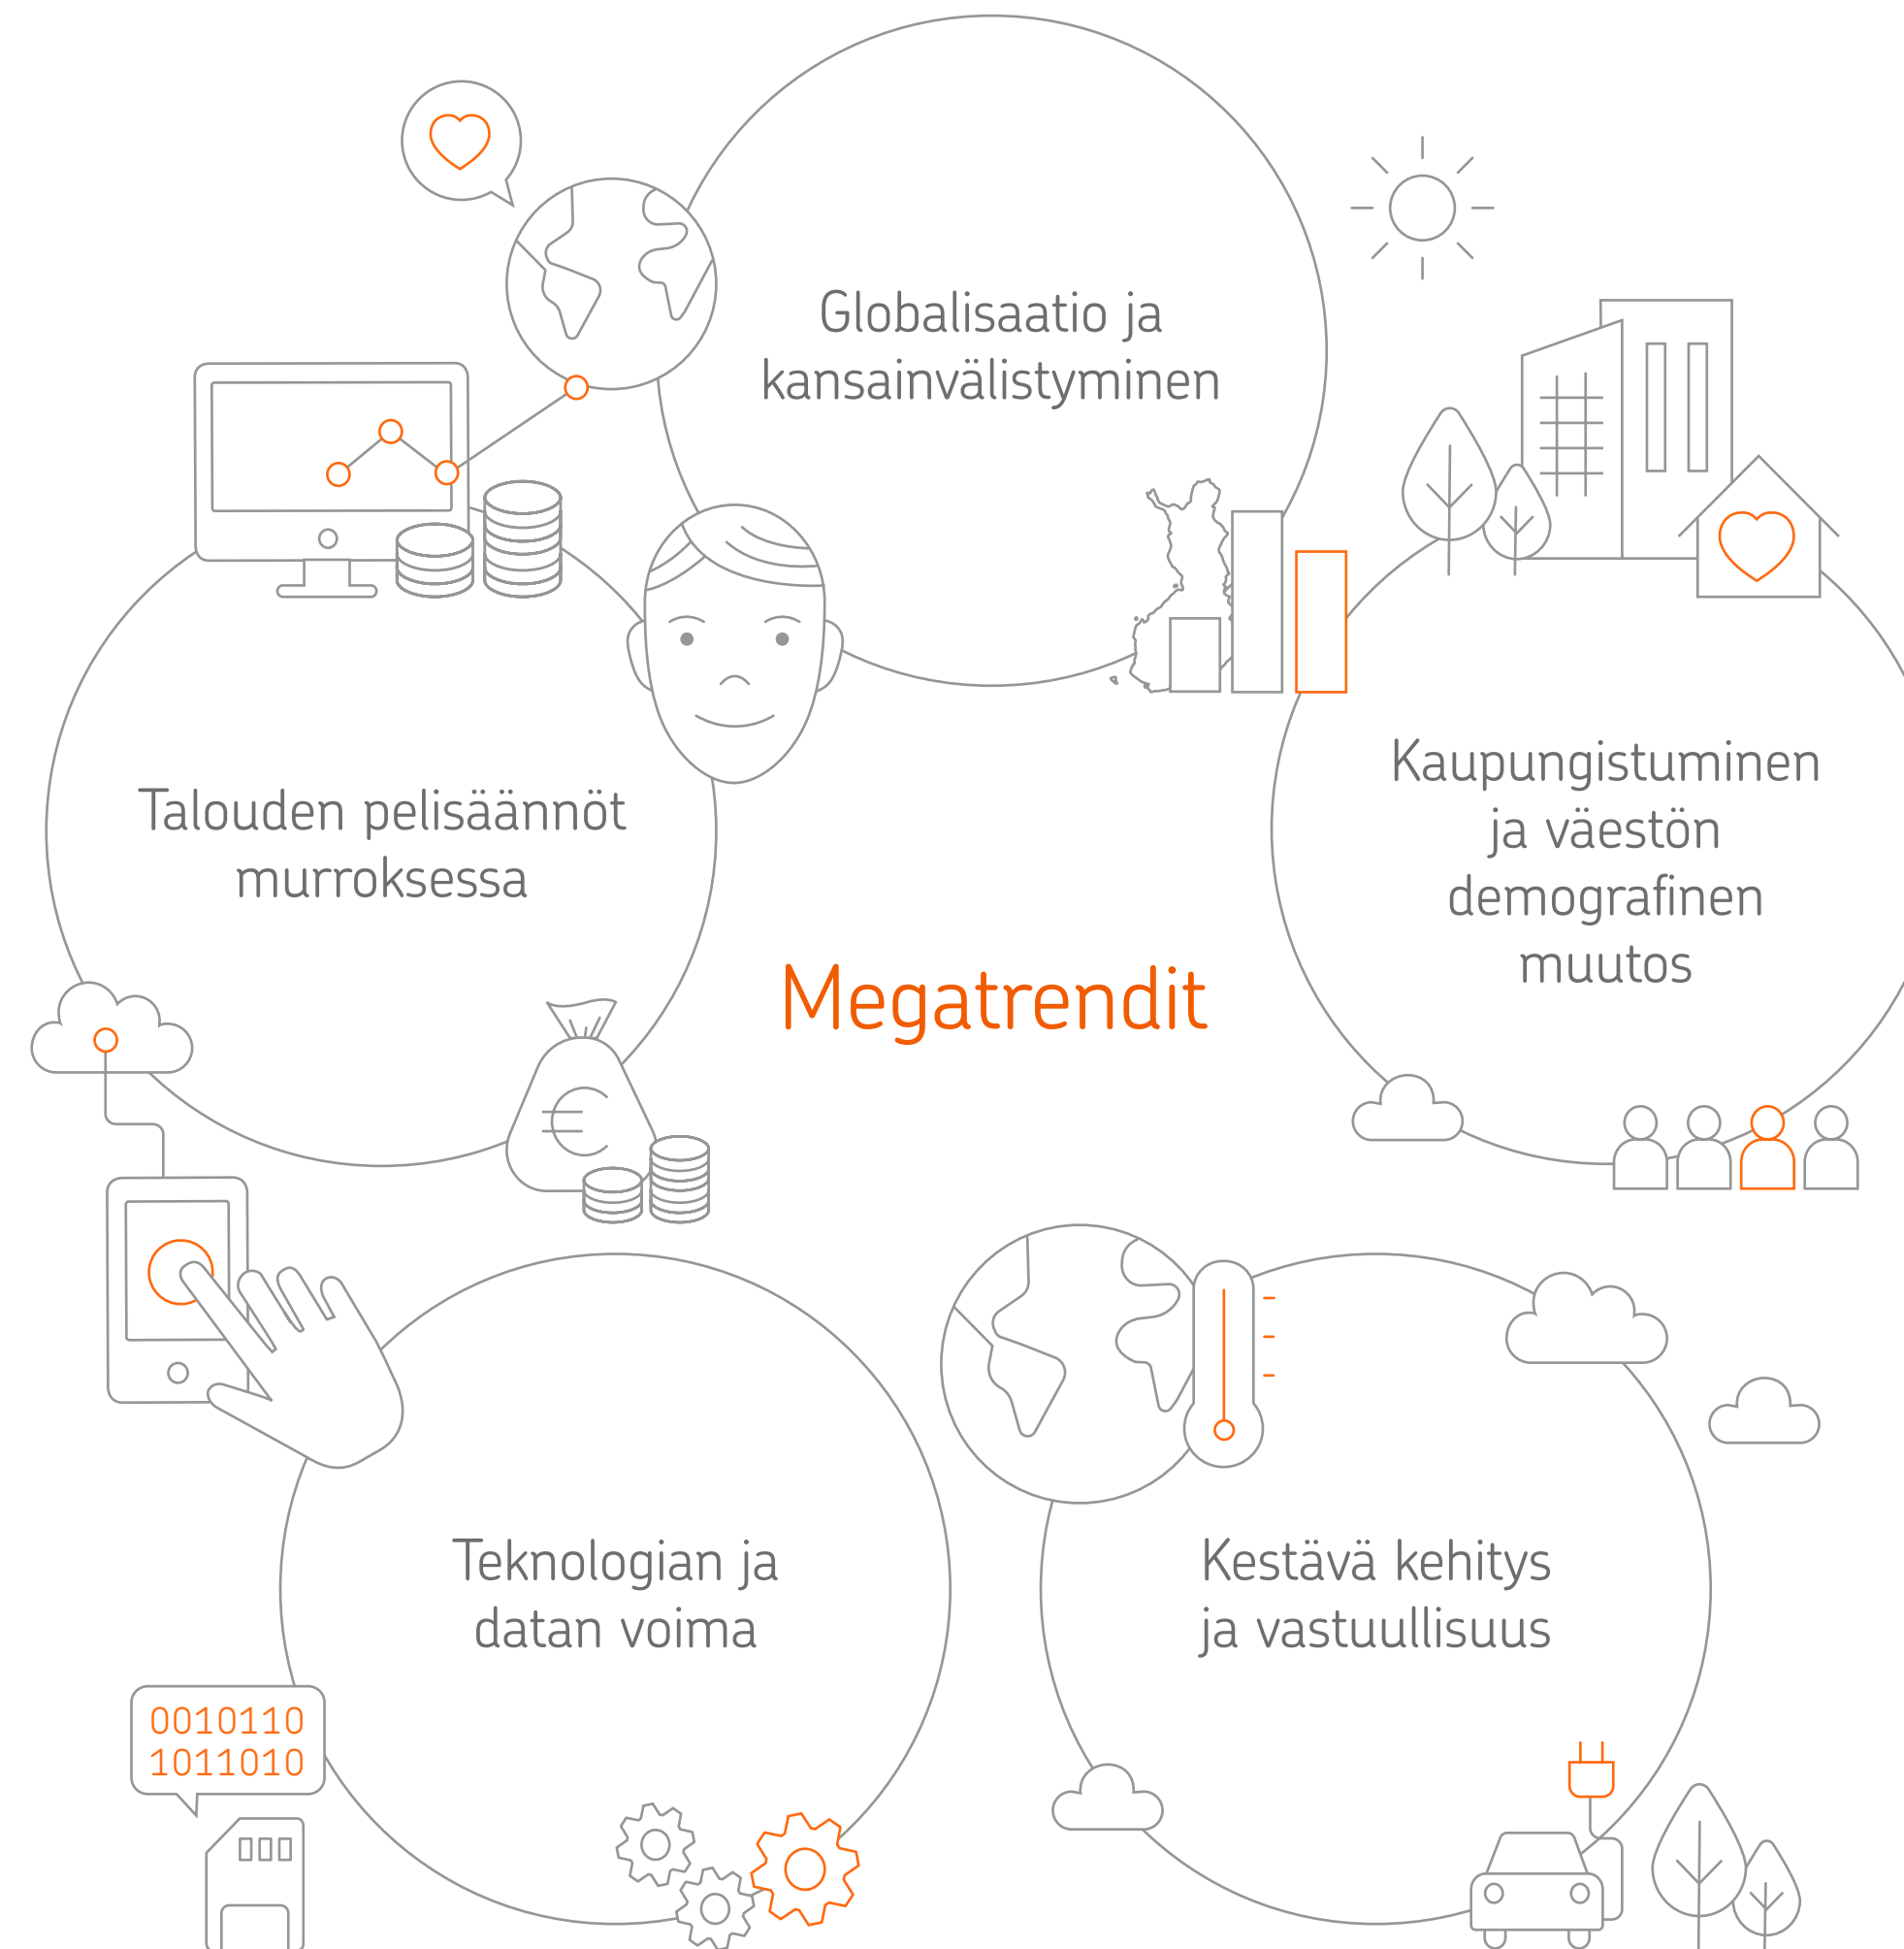 Globalisaatio ja
kansainvälistyminen
Talouden pelisäännöt
murroksessa
Kaupungistuminen
ja väestön
demografinen
muutos
Megatrendit
Teknologian ja
datan voima
Kestävä kehitys
ja vastuullisuus
0010110
1011010